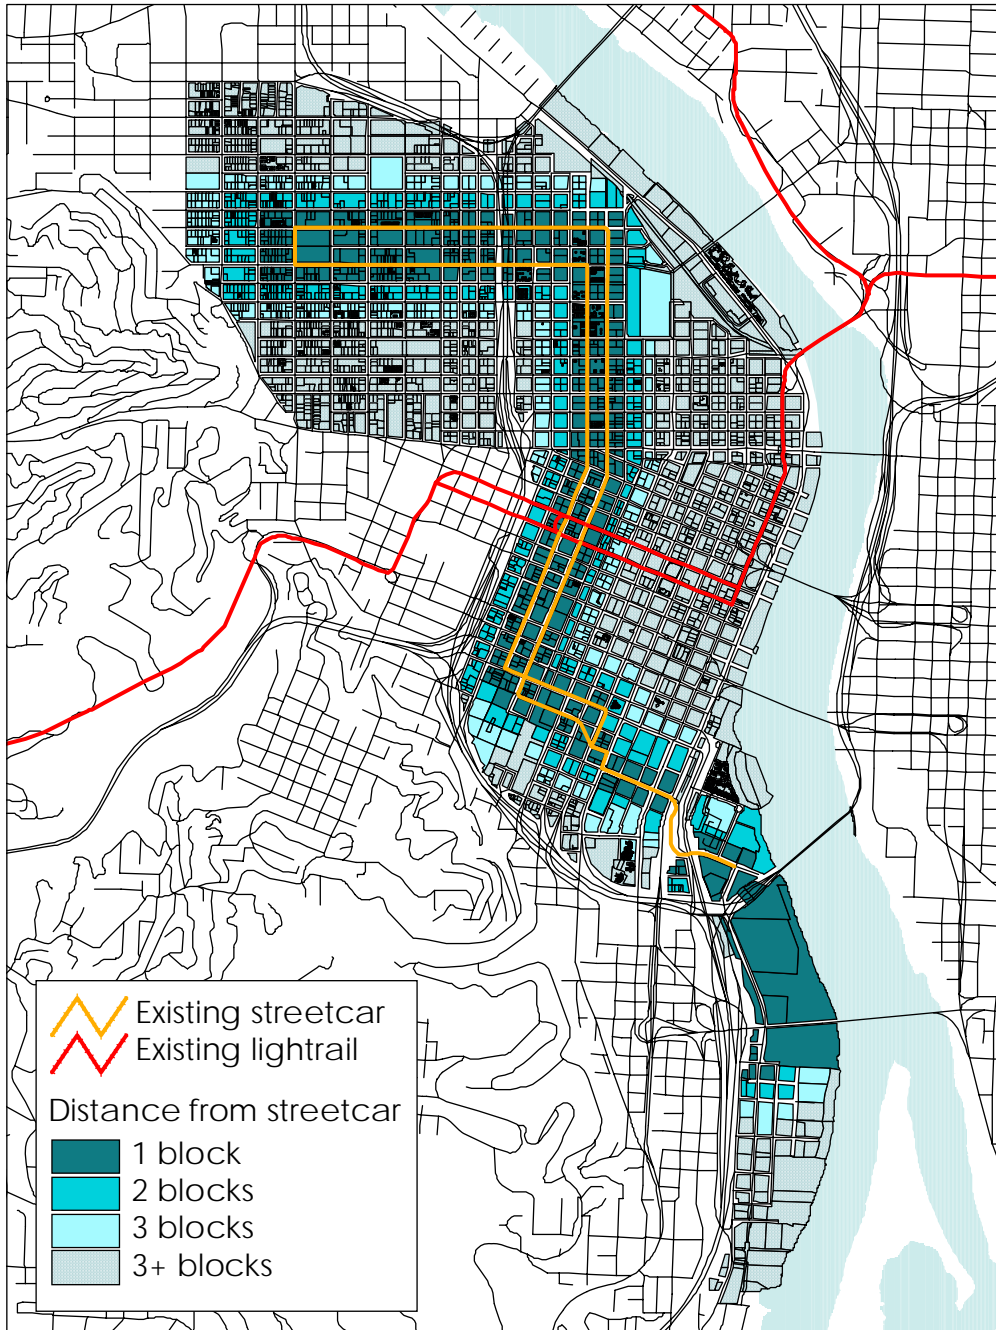 Existing streetcar
Existing lightrail
Distance from streetcar
1 block
2 blocks
3 blocks
3+ blocks